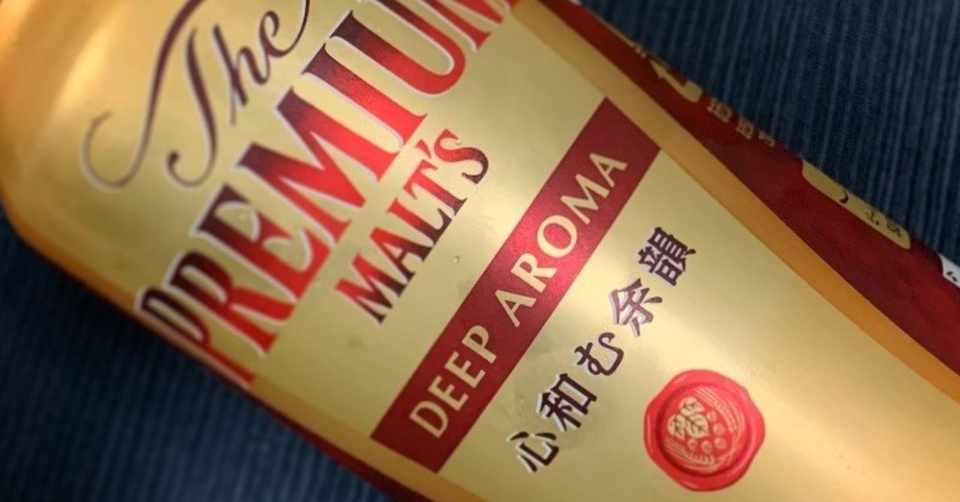 The
PREMIUM
MALT'S
DEEP AROMA
心和む余韻